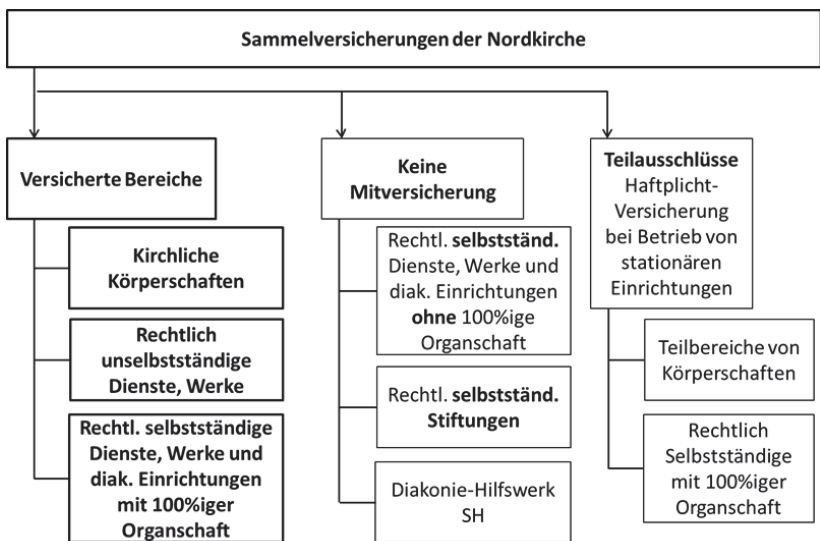 Sammelversicherungen der Nordkirche
Versicherte Bereiche
Kirchliche
Körperschaften
Rechtlich
unselbstständige
Dienste, Werke
Rechtl. selbstständige
Dienste, Werke und
diak. Einrichtungen
mit 100%iger
Organschaft
Keine
Mitversicherung
Rechtl. selbstständ.
Dienste, Werke und
diak. Einrichtungen
ohne 100%ige
Organschaft
Rechtl. selbstständ.
Stiftungen
Diakonie-Hilfswerk
SH
Teilausschlüsse
Haftplicht-
Versicherung
bei Betrieb von
stationären
Einrichtungen
Teilbereiche von
Körperschaften
Rechtlich
Selbstständige
mit 100%iger
Organschaft